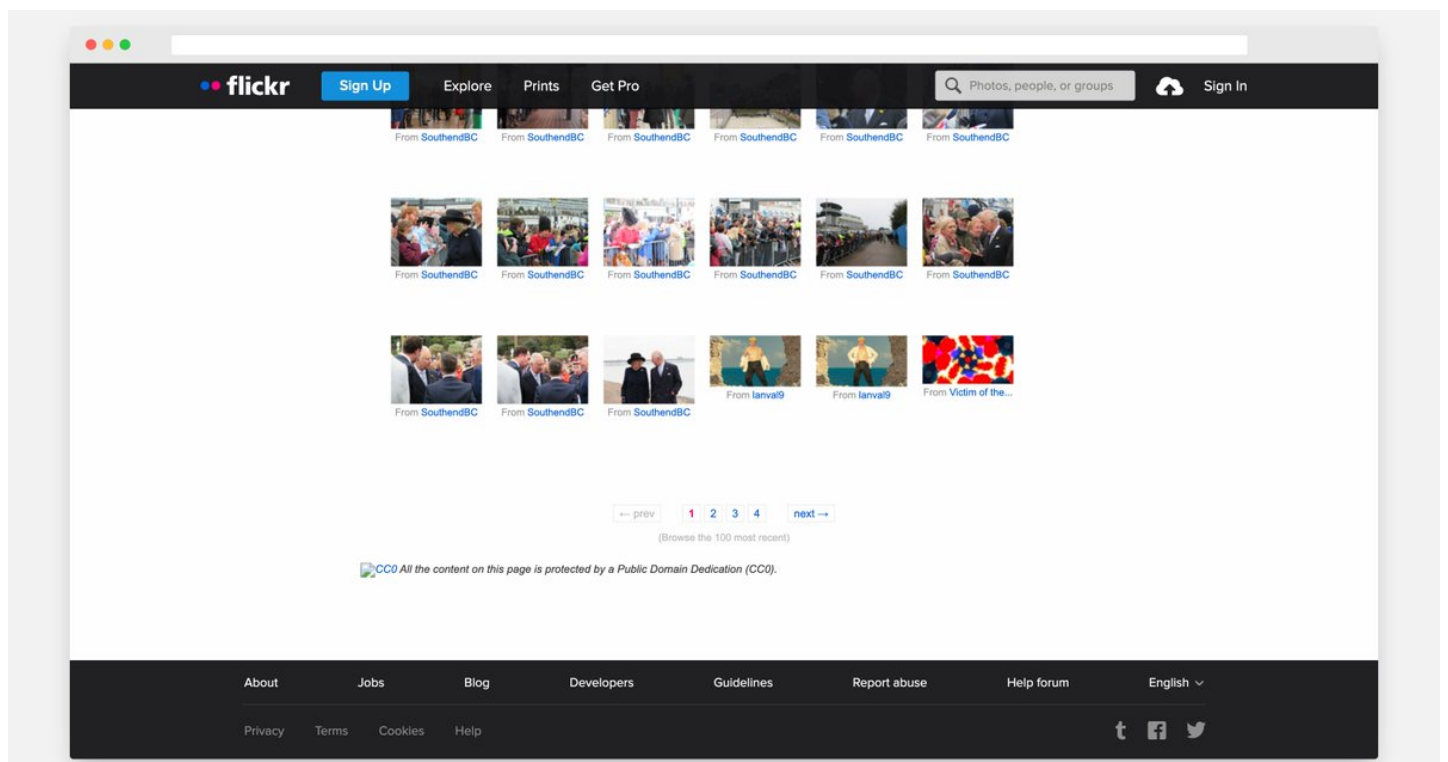 flickr Sign Up Explore Prints Get Pro Photos, people, or groups Sign In
From SouthendBC From SouthendBC From SouthendBC From SouthendBC From SouthendBC From SouthendBC
From SouthendBC From SouthendBC From SouthendBC From SouthendBC From SouthendBC From SouthendBC
From SouthendBC From SouthendBC From SouthendBC From lanval9 From lanval9 From Victim of the...
← prev 1 2 3 4 next →
(Browse the 100 most recent)
CC0 All the content on this page is protected by a Public Domain Dedication (CC0).
About Jobs Blog Developers Guidelines Report abuse Help forum English
Privacy Terms Cookies Help